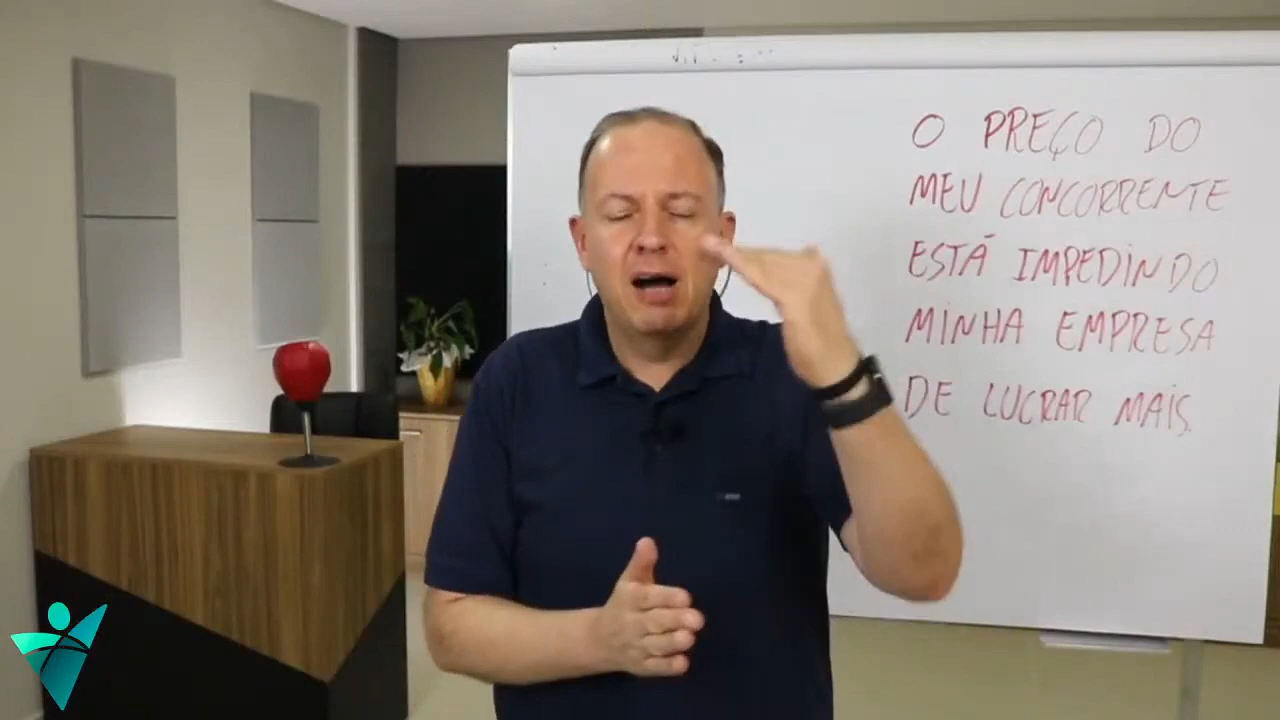 O PREÇO DO
MEU CONCORRENTE
ESTÁ IMPEDINDO
MINHA EMPRESA
DE LUCRAR MAIS.